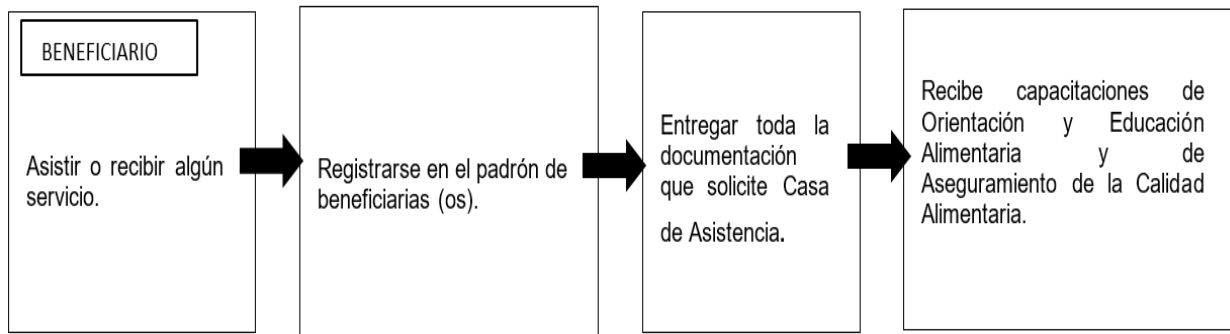 BENEFICIARIO
Asistir o recibir algún
servicio.
Registrarse en el padrón de
beneficiarias (os).
Entregar toda la
documentación
que solicite Casa
de Asistencia.
Recibe capacitaciones de
Orientación y Educación
Alimentaria y de
Aseguramiento de la Calidad
Alimentaria.